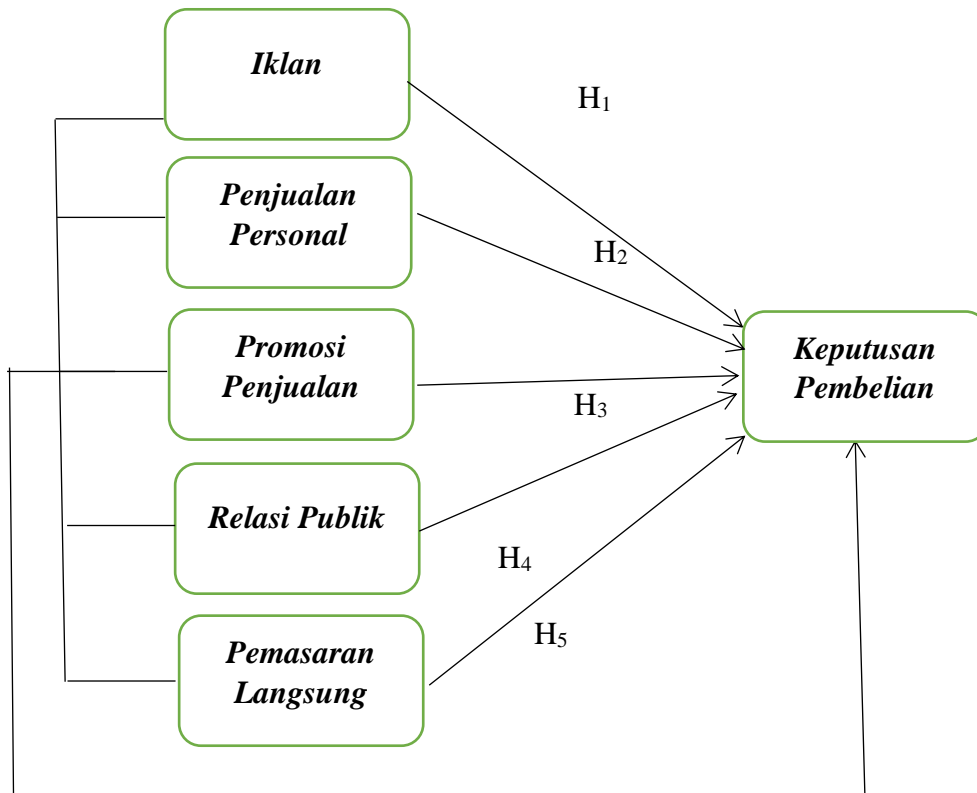 Iklan
H₁
Penjualan
Personal
H₂
Promosi
Penjualan
Keputusan
Pembelian
H₃
Relasi Publik
H₄
Pemasaran
Langsung
H₅